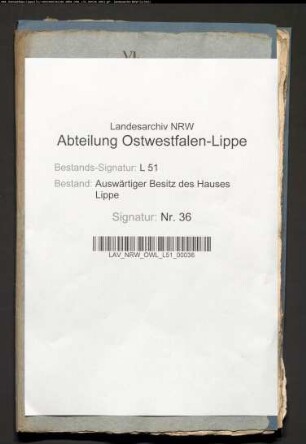 VI
Landesarchiv NRW
Abteilung Ostwestfalen-Lippe
Bestands-Signatur: L 51
Bestand: Auswärtiger Besitz des Hauses
Lippe
Signatur: Nr. 36
LAV_NRW_OWL_L51_00036